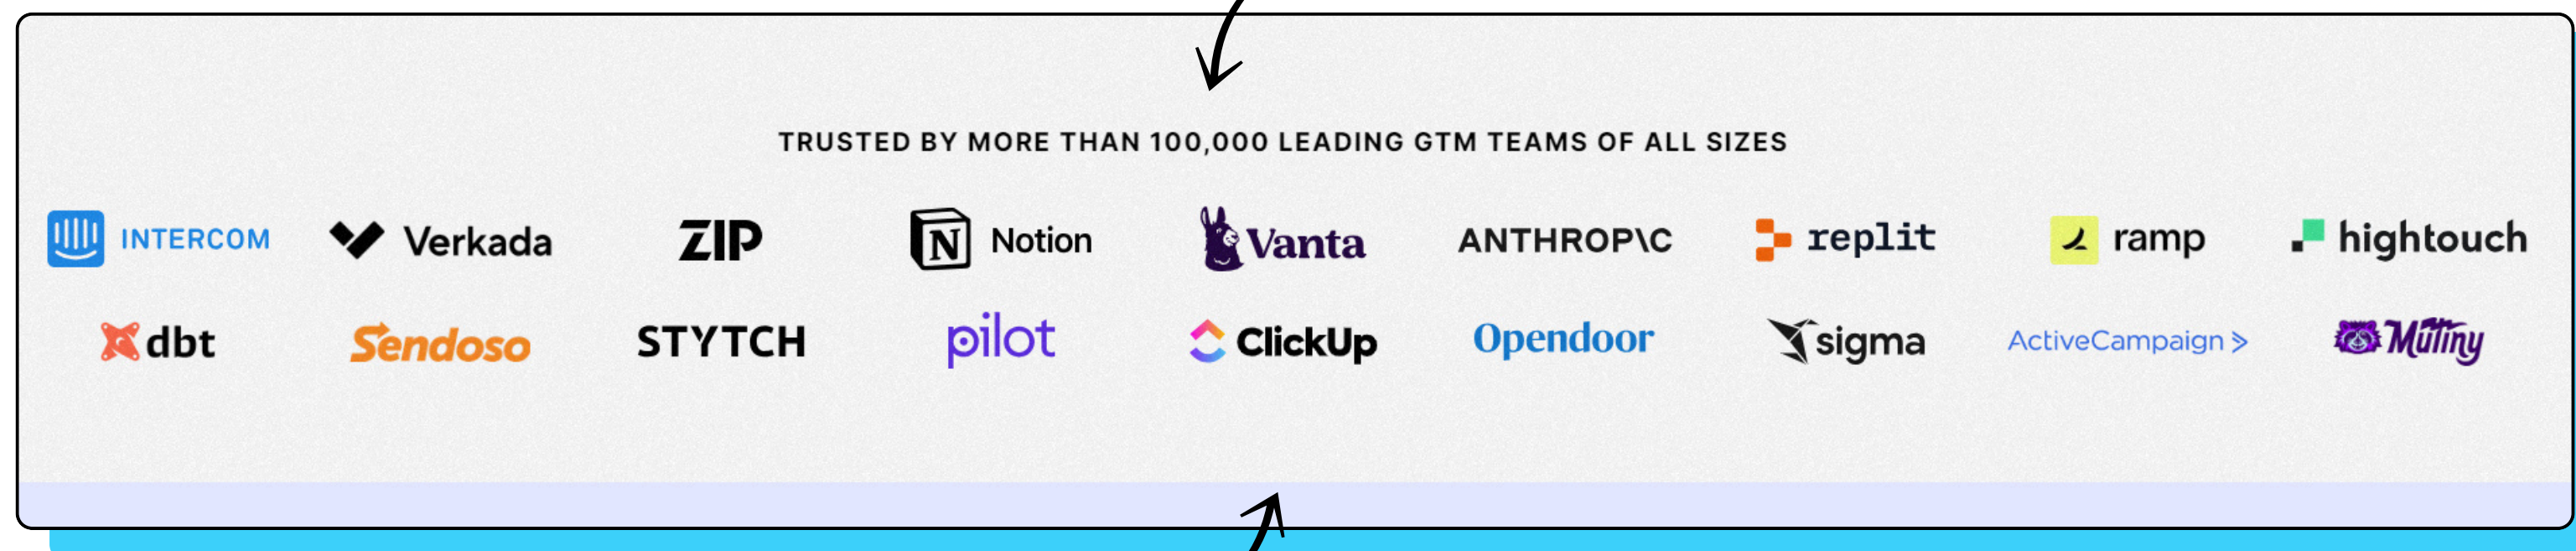 TRUSTED BY MORE THAN 100,000 LEADING GTM TEAMS OF ALL SIZES
INTERCOM Verkada ZIP N Notion Vanta ANTHROP\C replit ramp hightouch
dbt Sendoso STYTCH pilot ClickUp Opendoor sigma ActiveCampaign Mutiny